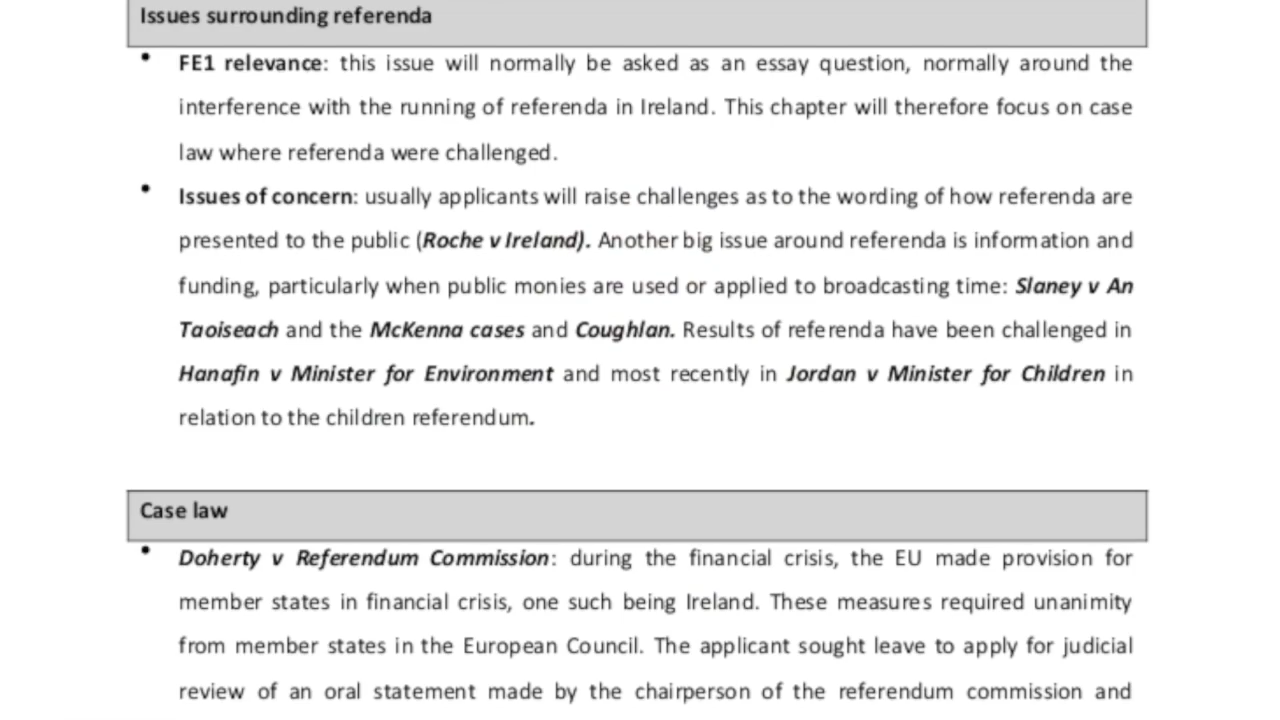 Issues surrounding referenda
• FE1 relevance: this issue will normally be asked as an essay question, normally around the
interference with the running of referenda in Ireland. This chapter will therefore focus on case
law where referenda were challenged.
• Issues of concern: usually applicants will raise challenges as to the wording of how referenda are
presented to the public (Roche v Ireland). Another big issue around referenda is information and
funding, particularly when public monies are used or applied to broadcasting time: Slaney v An
Taoiseach and the McKenna cases and Coughlan. Results of referenda have been challenged in
Hanafin v Minister for Environment and most recently in Jordan v Minister for Children in
relation to the children referendum.
Case law
• Doherty v Referendum Commission: during the financial crisis, the EU made provision for
member states in financial crisis, one such being Ireland. These measures required unanimity
from member states in the European Council. The applicant sought leave to apply for judicial
review of an oral statement made by the chairperson of the referendum commission and